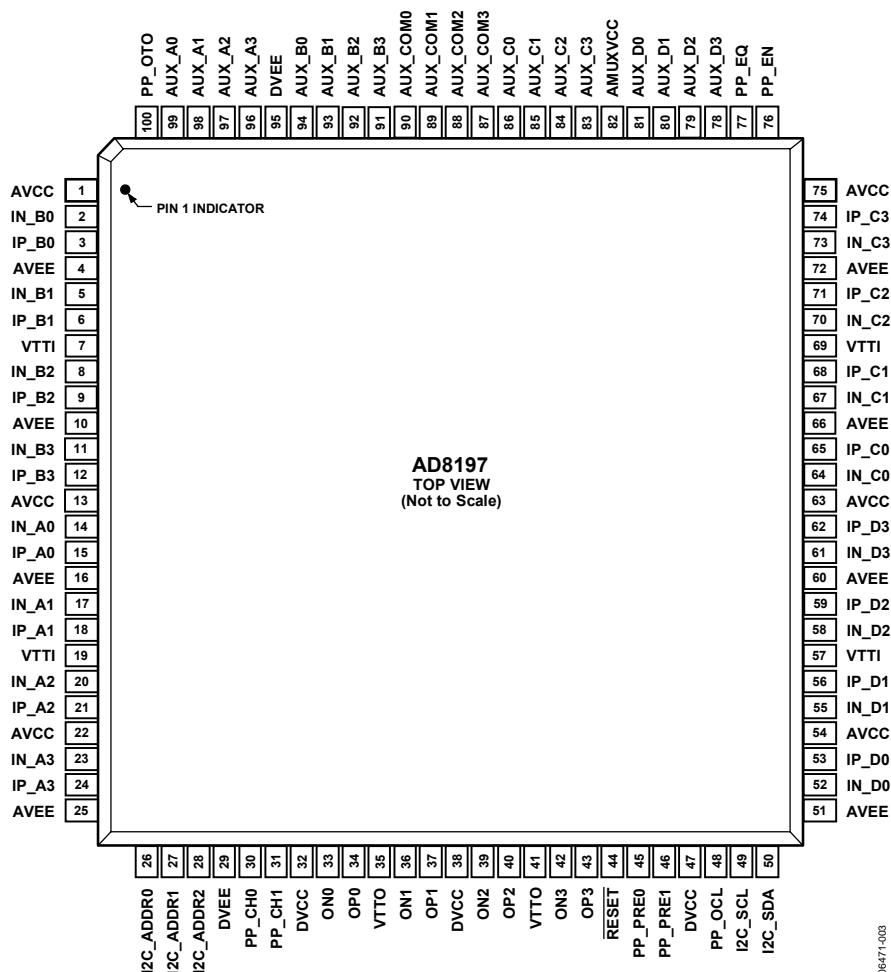 100 PP_OTO
99 AUX_A0
98 AUX_A1
97 AUX_A2
96 AUX_A3
95 DVEE
94 AUX_B0
93 AUX_B1
92 AUX_B2
91 AUX_B3
90 AUX_COM0
89 AUX_COM1
88 AUX_COM2
87 AUX_COM3
86 AUX_C0
85 AUX_C1
84 AUX_C2
83 AUX_C3
82 AMUXVCC
81 AUX_D0
80 AUX_D1
79 AUX_D2
78 AUX_D3
77 PP_EQ
76 PP_EN
AVCC 1
IN_B0 2
IP_B0 3
AVEE 4
IN_B1 5
IP_B1 6
VTTI 7
IN_B2 8
IP_B2 9
AVEE 10
IN_B3 11
IP_B3 12
AVCC 13
IN_A0 14
IP_A0 15
AVEE 16
IN_A1 17
IP_A1 18
VTTI 19
IN_A2 20
IP_A2 21
AVCC 22
IN_A3 23
IP_A3 24
AVEE 25
PIN 1 INDICATOR
AD8197
TOP VIEW
(Not to Scale)
75 AVCC
74 IP_C3
73 IN_C3
72 AVEE
71 IP_C2
70 IN_C2
69 VTTI
68 IP_C1
67 IN_C1
66 AVEE
65 IP_C0
64 IN_C0
63 AVCC
62 IP_D3
61 IN_D3
60 AVEE
59 IP_D2
58 IN_D2
57 VTTI
56 IP_D1
55 IN_D1
54 AVCC
53 IP_D0
52 IN_D0
51 AVEE
26 I2C_ADDR0
27 I2C_ADDR1
28 I2C_ADDR2
29 DVEE
30 PP_CH0
31 PP_CH1
32 DVCC
33 ON0
34 OP0
35 VTTO
36 ON1
37 OP1
38 DVCC
39 ON2
40 OP2
41 VTTO
42 ON3
43 OP3
44 RESET
45 PP_PRE0
46 PP_PRE1
47 DVCC
48 PP_OCL
49 I2C_SCL
50 I2C_SDA
06471-003